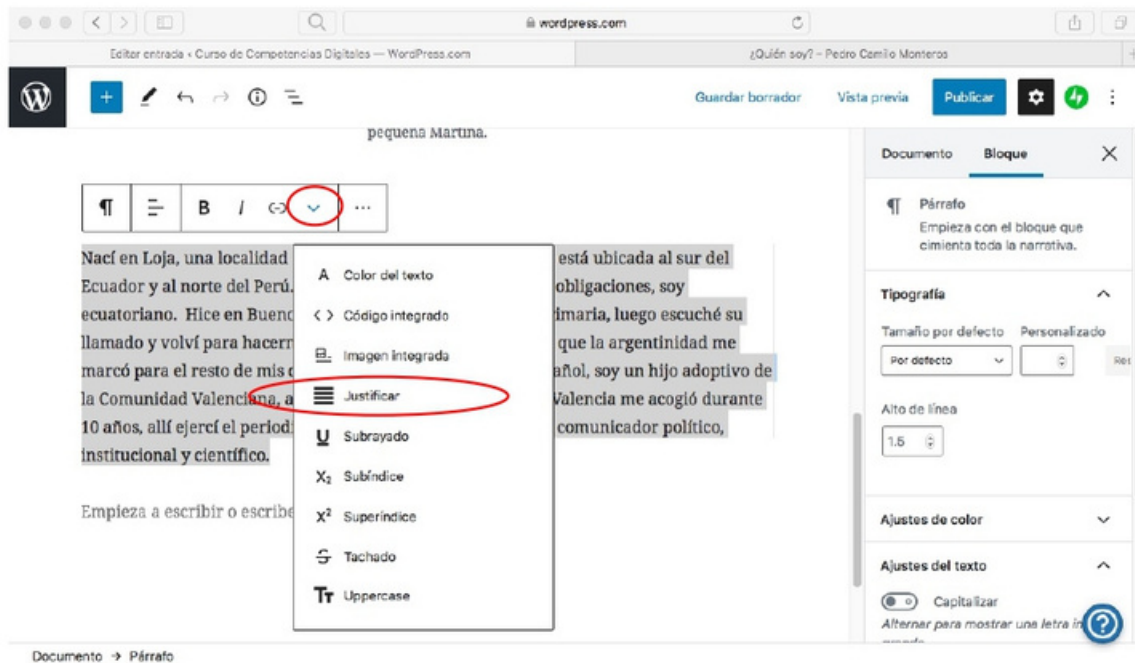 wordpress.com
Editor entrada ‹ Curso de Competencias Digitales — WordPress.com
¿Quién soy? – Pedro Camilo Monteros
Guardar borrador
Vista previa
Publicar
pequeña Martina.
B I
Nací en Loja, una localidad
está ubicada al sur del
Ecuador y al norte del Perú.
obligaciones, soy
ecuatoriano. Hice en Bueno
imaria, luego escuché su
llamado y volví para hacerm
que la argentinidad me
marcó para el resto de mis
añol, soy un hijo adoptivo de
la Comunidad Valenciana, a
Valencia me acogió durante
10 años, allí ejercí el period
comunicador político,
institucional y científico.
Empieza a escribir o escribe
A Color del texto
Código integrado
Imagen integrada
Justificar
U Subrayado
X₂ Subíndice
X² Superíndice
S Tachado
TT Uppercase
Documento
Bloque
Párrafo
Empieza con el bloque que
cimienta toda la narrativa.
Tipografía
Tamaño por defecto Personalizado
Por defecto
Alto de línea
1.5
Ajustes de color
Ajustes del texto
Capitalizar
Alternar para mostrar una letra
Documento → Párrafo